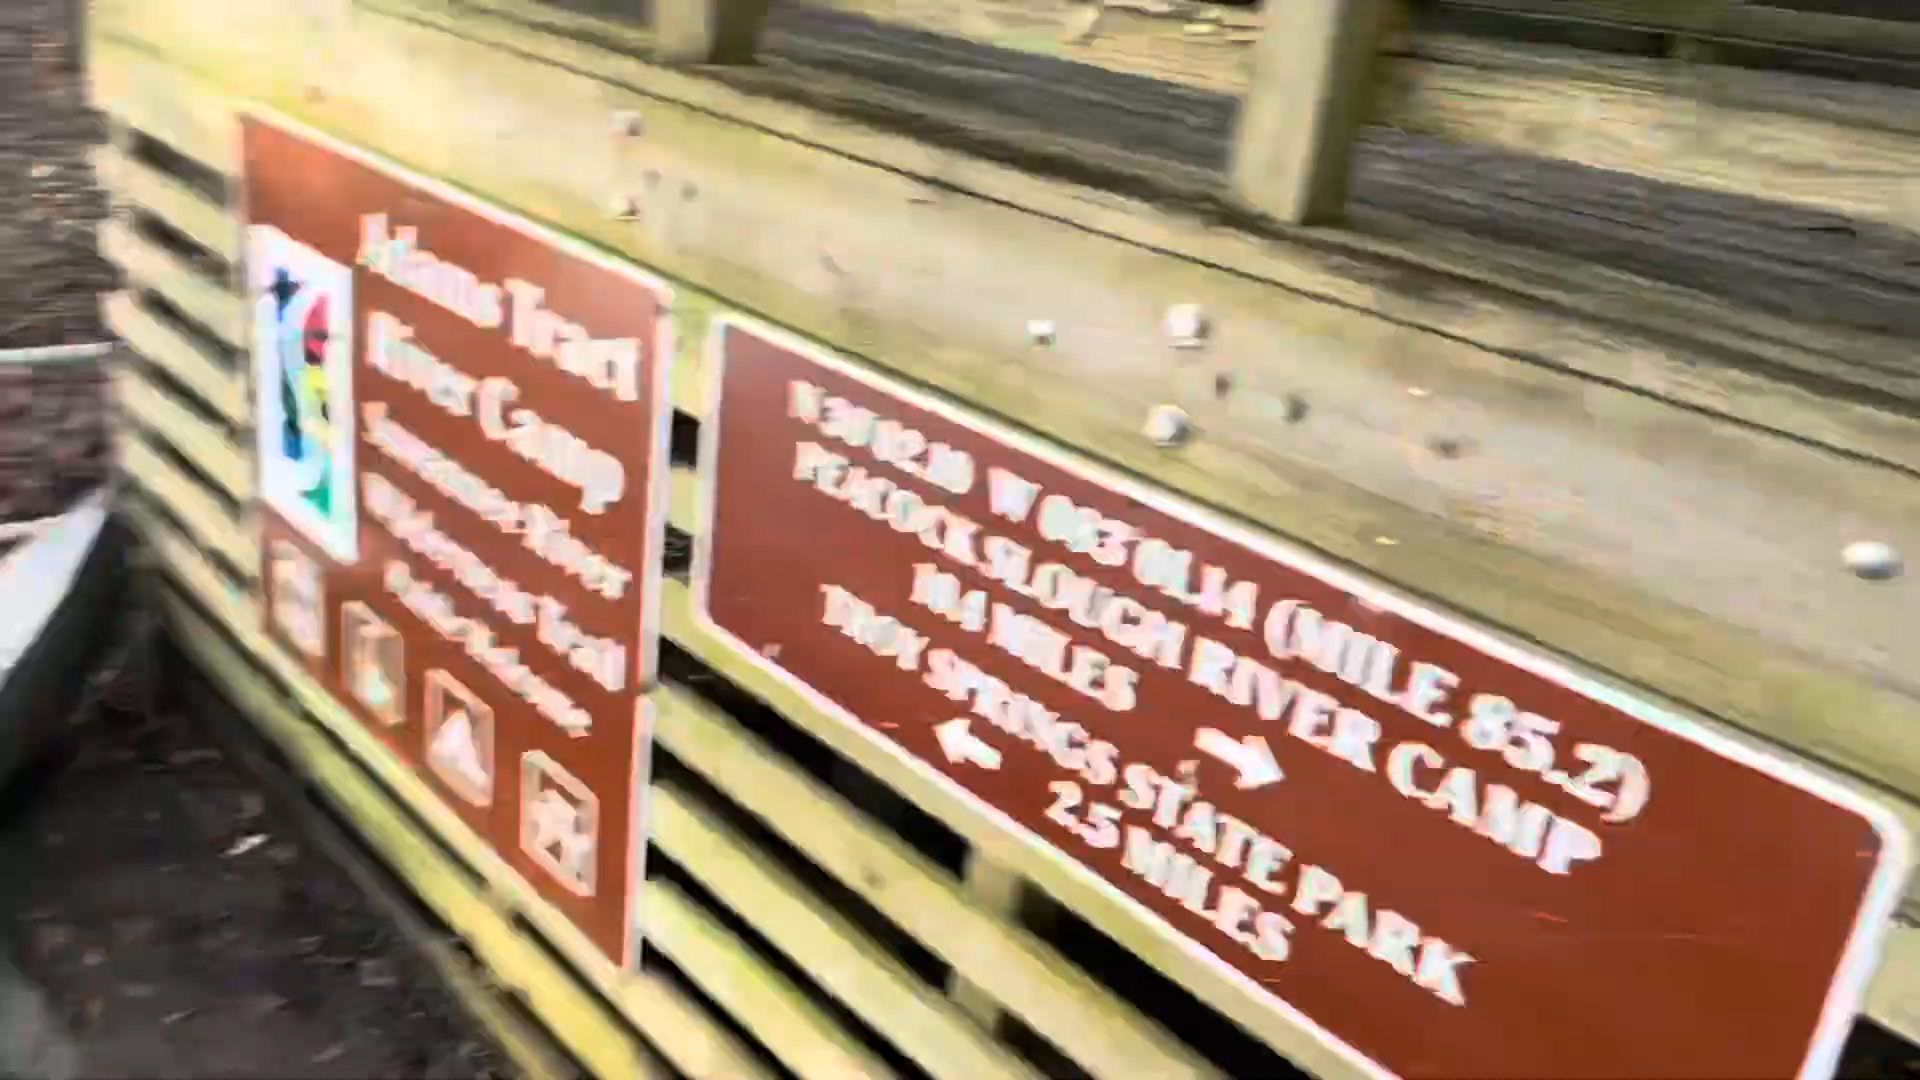 Adams Tract
River Camp
Suwannee River
Wilderness Trail
N 30 02.10 W 083 01.14 (MILE 85.2)
PEACOCK SLOUGH RIVER CAMP
10.4 MILES
TROY SPRINGS STATE PARK
2.5 MILES